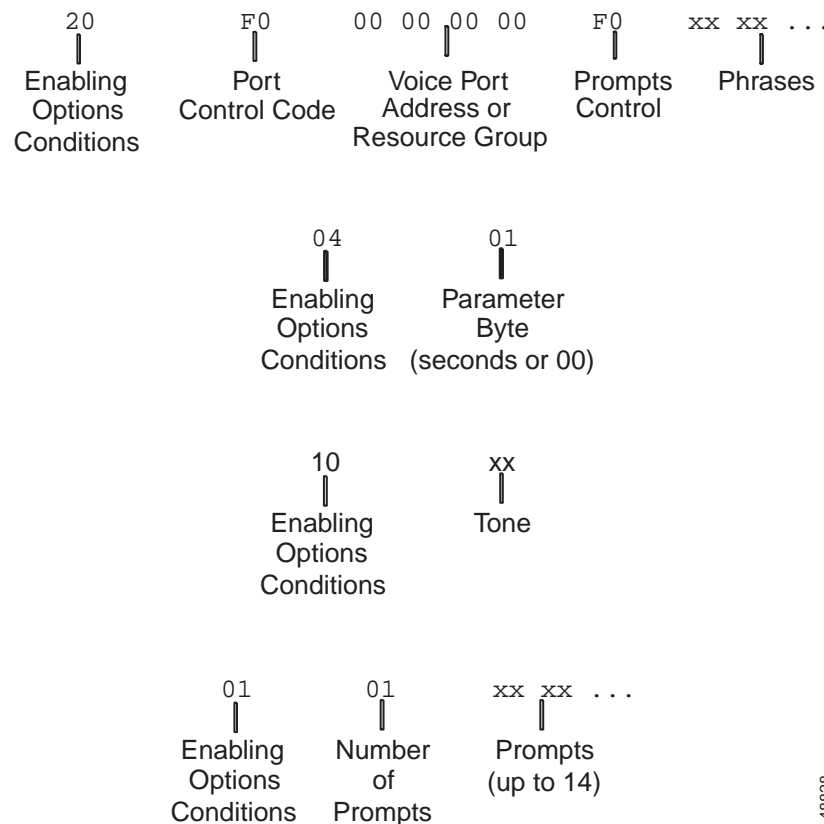 20 F0 00 00 00 00 F0 xx xx ...
Enabling Port Voice Port Prompts Phrases
Options Control Code Address or Control
Conditions Resource Group
04 01
Enabling Parameter
Options Byte
Conditions (seconds or 00)
10 xx
Enabling Tone
Options
Conditions
01 01 xx xx ...
Enabling Number Prompts
Options of (up to 14)
Conditions Prompts